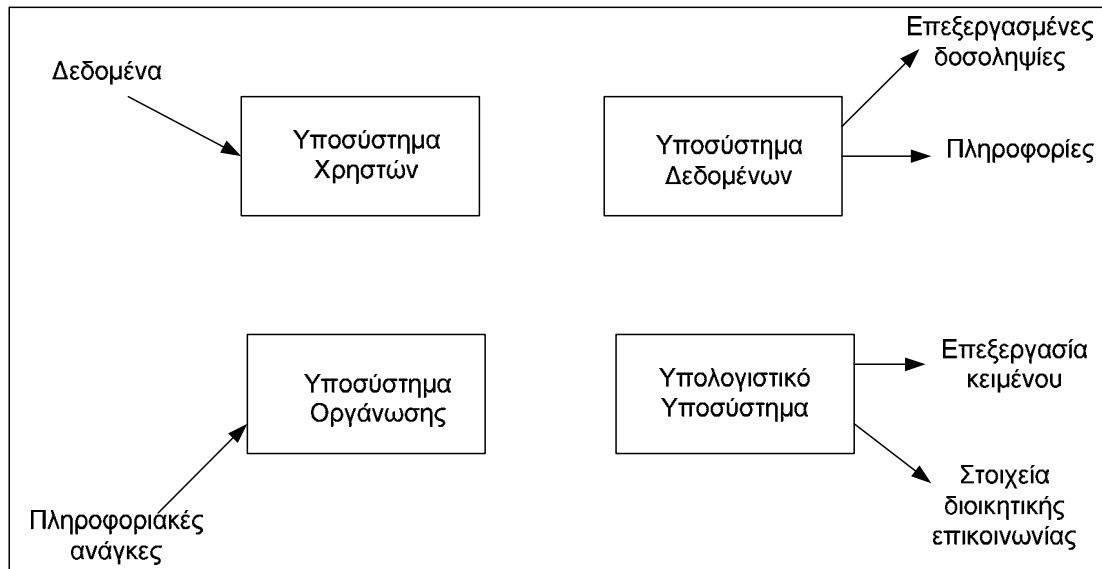 Δεδομένα
Υποσύστημα
Χρηστών
Υποσύστημα
Δεδομένων
Επεξεργασμένες
δοσοληψίες
Πληροφορίες
Υποσύστημα
Οργάνωσης
Υπολογιστικό
Υποσύστημα
Επεξεργασία
κειμένου
Πληροφοριακές
ανάγκες
Στοιχεία
διοικητικής
επικοινωνίας